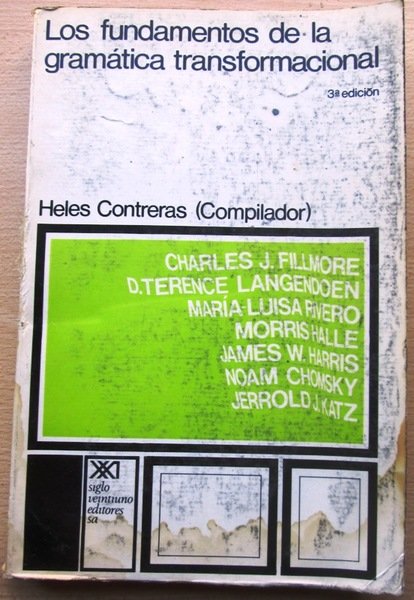 Los fundamentos de la
gramática transformacional
3ª edición
Heles Contreras (Compilador)
CHARLES J. FILLMORE
D. TERENCE LANGENDOEN
MARÍA LUISA RIVERO
MORRIS HALLE
JAMES W. HARRIS
NOAM CHOMSKY
JERROLD J. KATZ
XXI
siglo
veintiuno
editores
sa